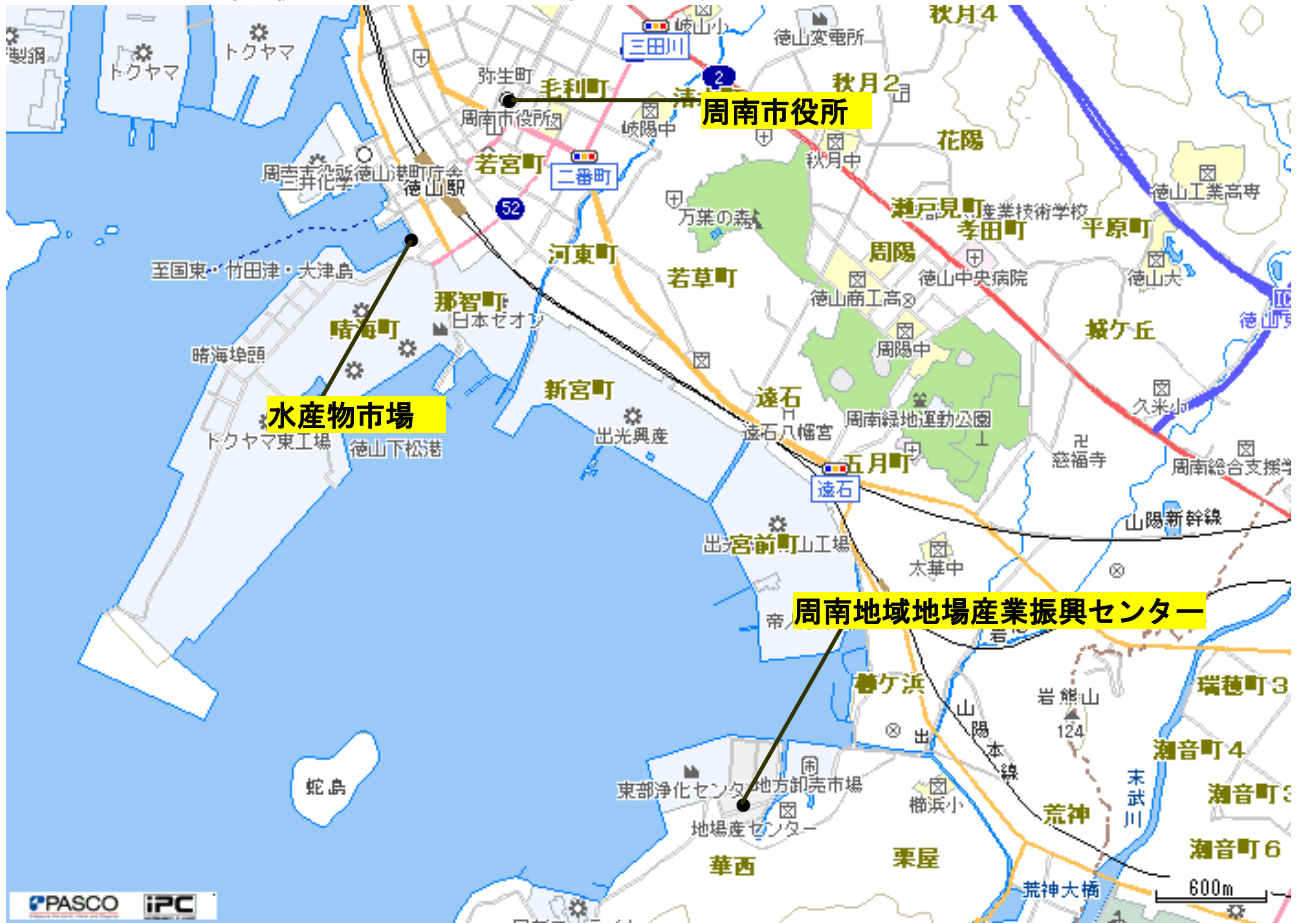 秋月4
岐山小
徳山変電所
三田川
製鋼
トクヤマ
トクヤマ
2
弥生町
毛利町
秋月2
周南市役所
周南市役所
岐陽中
花陽
秋月中
若宮町
二番町
徳山駅
万葉の森
徳山工業高専
52
瀬戸見町
産業技術学校
孝田町
平原町
河東町
周陽
若草町
徳山中央病院
徳山大
至国東・竹田津・大津島
徳山商工高
IC
那智町
日本ゼオン
晴海町
城ケ丘
周陽中
晴海埠頭
新宮町
遠石
久米小
水産物市場
周南緑地運動公園
トクヤマ東工場
徳山下松港
出光興産
遠石八幡宮
慈福寺
五月町
周南総合支援学
遠石
山陽新幹線
宮前町
山工場
太華中
周南地域地場産業振興センター
櫛ケ浜
岩熊山
124
瑞穂町3
山陽本線
潮音町4
末武川
蛇島
東部浄化センタ
地方卸売市場
櫛浜小
地場産センター
荒神
潮音町6
華西
栗屋
荒神大橋
600m
PASCO
iPC